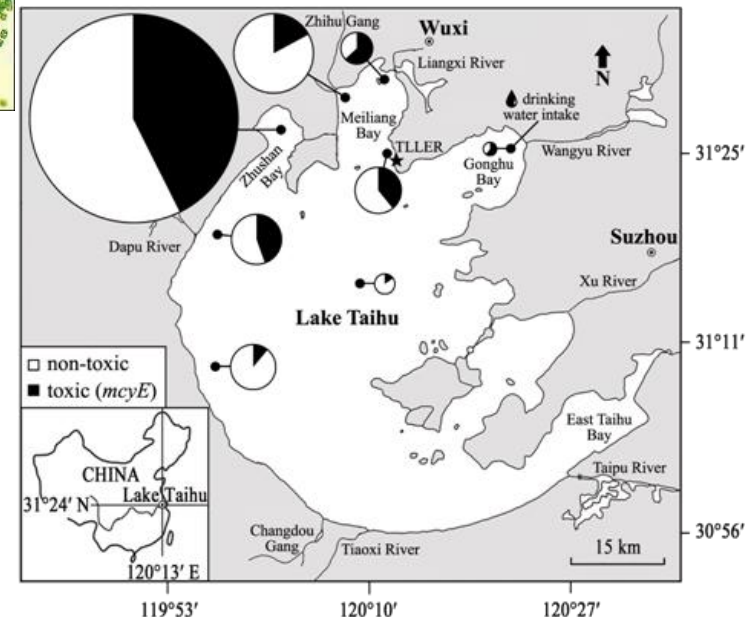 Zhihu Gang
Wuxi
Liangxi River
N
drinking
water intake
Meiliang
Bay
TLLER
Wangyu River
31°25′
Zhushan
Bay
Gonghu
Bay
Dapu River
Suzhou
Xu River
Lake Taihu
31°11′
non-toxic
toxic (mcyE)
East Taihu
Bay
CHINA
Lake Taihu
Taipu River
31°24′ N
Changdou
Gang
Tiaoxi River
30°56′
15 km
120°13′ E
119°53′
120°10′
120°27′